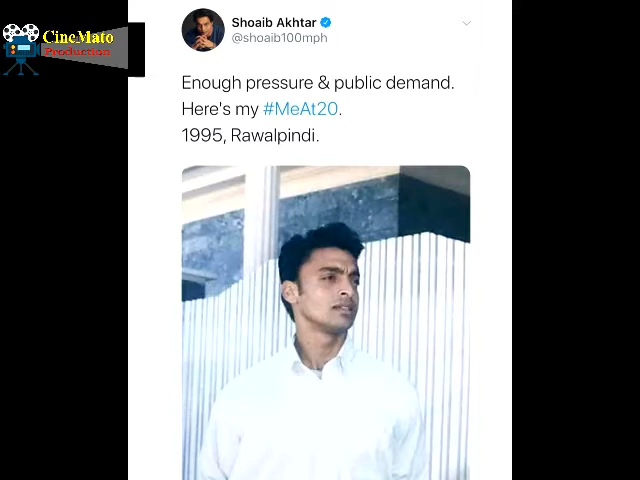 CineMato
Production
Shoaib Akhtar
@shoaib100mph
Enough pressure & public demand.
Here's my #MeAt20.
1995, Rawalpindi.